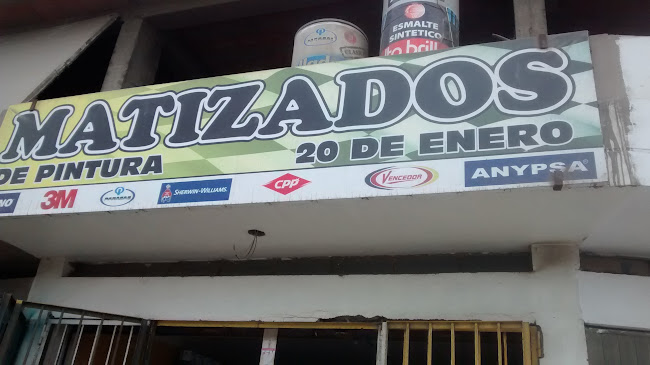 ESMALTE
SINTETICO
MATIZADOS
DE PINTURA 20 DE ENERO
3M SHERWIN-WILLIAMS. CPP VENCEDOR ANYPSA